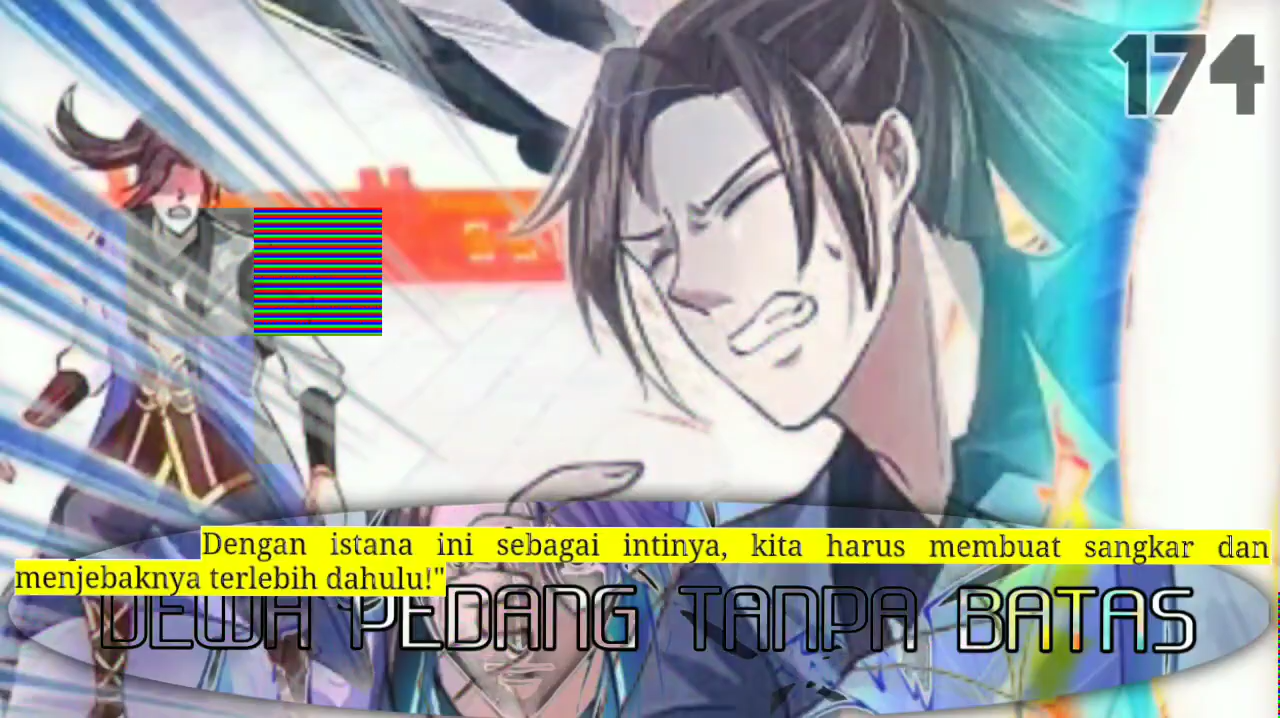 174
Dengan istana ini sebagai intinya, kita harus membuat sangkar dan
menjebaknya terlebih dahulu!"
DEWA PEDANG TANPA BATAS